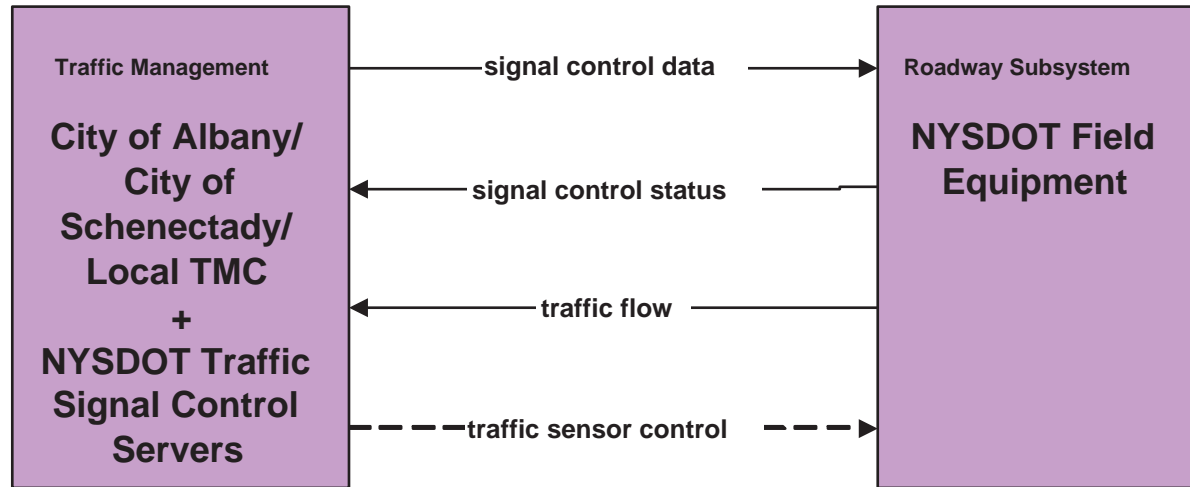 Traffic Management
City of Albany/
City of
Schenectady/
Local TMC
+
NYSDOT Traffic
Signal Control
Servers
signal control data
signal control status
traffic flow
traffic sensor control
Roadway Subsystem
NYSDOT Field
Equipment